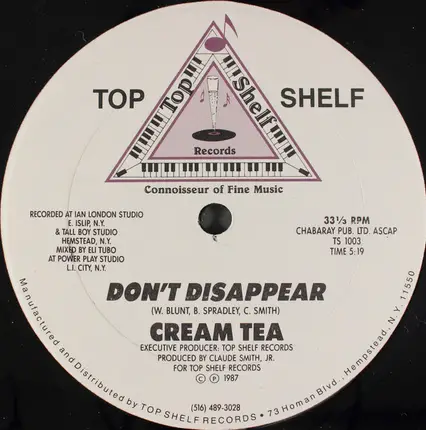 TOP SHELF
Top Shelf
Records
Connoisseur of Fine Music
RECORDED AT IAN LONDON STUDIO
E. ISLIP, N.Y.
& TALL BOY STUDIO
HEMSTEAD, N.Y.
MIXED BY ELI TUBO
AT POWER PLAY STUDIO
L.I. CITY, N.Y.
33⅓ RPM
CHABARAY PUB. LTD. ASCAP
TS 1003
TIME 5:19
DON'T DISAPPEAR
(W. BLUNT, B. SPRADLEY, C. SMITH)
CREAM TEA
EXECUTIVE PRODUCER: TOP SHELF RECORDS
PRODUCED BY CLAUDE SMITH, JR.
FOR TOP SHELF RECORDS
© ℗ 1987
(516) 489-3028
Manufactured and Distributed by TOP SHELF RECORDS • 73 Homan Blvd., Hempstead, N.Y. 11550